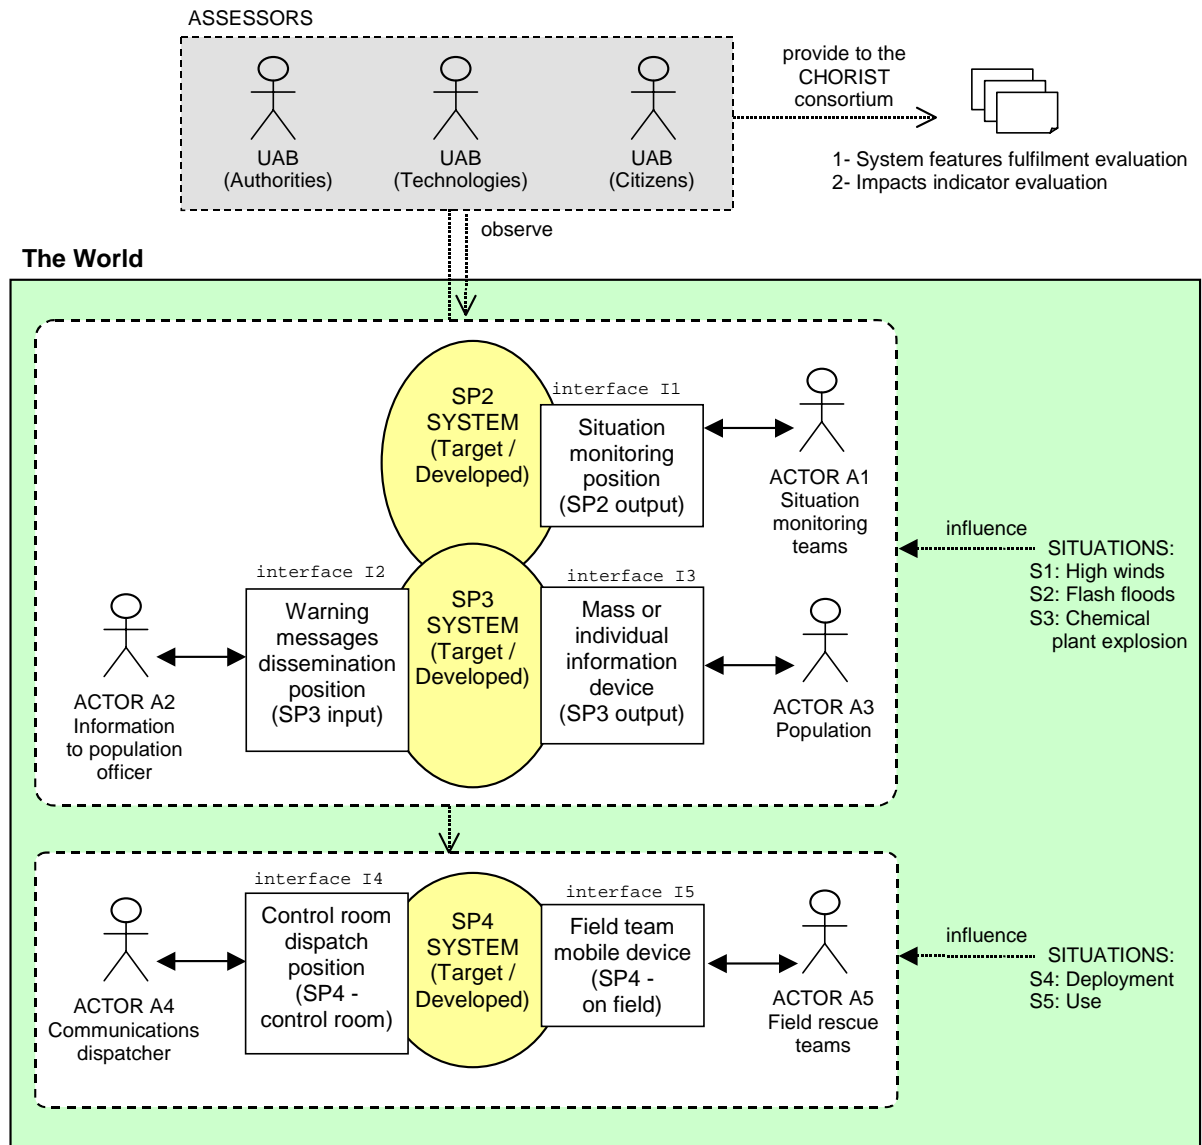 ASSESSORS
UAB
(Authorities)
UAB
(Technologies)
UAB
(Citizens)
provide to the
CHORIST
consortium
1- System features fulfilment evaluation
2- Impacts indicator evaluation
observe
The World
SP2
SYSTEM
(Target /
Developed)
interface I1
Situation
monitoring
position
(SP2 output)
ACTOR A1
Situation
monitoring
teams
influence
SITUATIONS:
S1: High winds
S2: Flash floods
S3: Chemical
plant explosion
interface I2
Warning
messages
dissemination
position
(SP3 input)
SP3
SYSTEM
(Target /
Developed)
interface I3
Mass or
individual
information
device
(SP3 output)
ACTOR A2
Information
to population
officer
ACTOR A3
Population
interface I4
Control room
dispatch
position
(SP4 -
control room)
SP4
SYSTEM
(Target /
Developed)
interface I5
Field team
mobile device
(SP4 -
on field)
ACTOR A4
Communications
dispatcher
ACTOR A5
Field rescue
teams
influence
SITUATIONS:
S4: Deployment
S5: Use